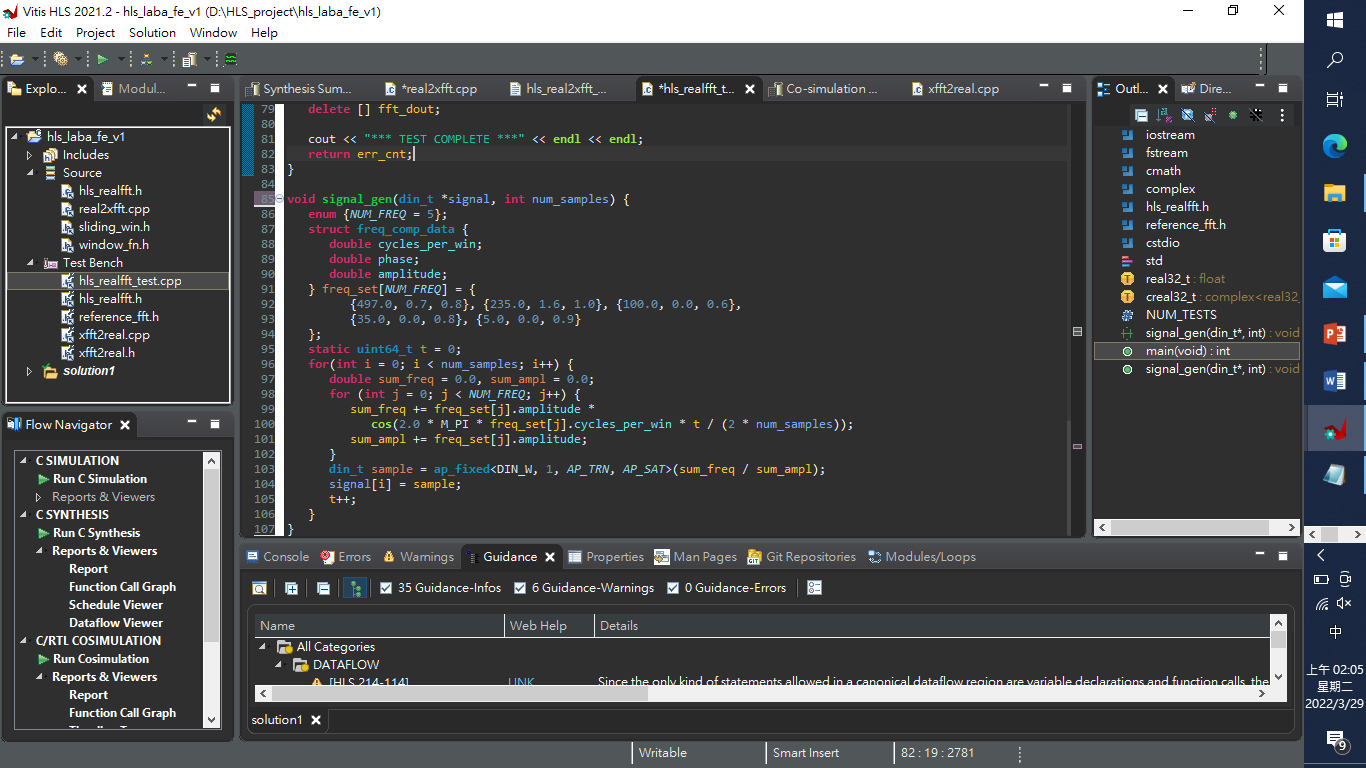 Vitis HLS 2021.2 - hls_laba_fe_v1 (D:\HLS_project\hls_laba_fe_v1)
File Edit Project Solution Window Help
Explo...
Modul...
hls_laba_fe_v1
Includes
Source
hls_realfft.h
real2xfft.cpp
sliding_win.h
window_fn.h
Test Bench
hls_realfft_test.cpp
hls_realfft.h
reference_fft.h
xfft2real.cpp
xfft2real.h
solution1
Flow Navigator
C SIMULATION
Run C Simulation
Reports & Viewers
C SYNTHESIS
Run C Synthesis
Reports & Viewers
Report
Function Call Graph
Schedule Viewer
Dataflow Viewer
C/RTL COSIMULATION
Run Cosimulation
Reports & Viewers
Report
Function Call Graph
Synthesis Sum...
*real2xfft.cpp
hls_real2xfft_...
*hls_realfft_t...
Co-simulation ...
xfft2real.cpp
79 delete [] fft_dout;
80
81 cout << "*** TEST COMPLETE ***" << endl << endl;
82 return err_cnt;
83 }
84
85 void signal_gen(din_t *signal, int num_samples) {
86 enum {NUM_FREQ = 5};
87 struct freq_comp_data {
88 double cycles_per_win;
89 double phase;
90 double amplitude;
91 } freq_set[NUM_FREQ] = {
92 {497.0, 0.7, 0.8}, {235.0, 1.6, 1.0}, {100.0, 0.0, 0.6},
93 {35.0, 0.0, 0.8}, {5.0, 0.0, 0.9}
94 };
95 static uint64_t t = 0;
96 for(int i = 0; i < num_samples; i++) {
97 double sum_freq = 0.0, sum_ampl = 0.0;
98 for (int j = 0; j < NUM_FREQ; j++) {
99 sum_freq += freq_set[j].amplitude *
100 cos(2.0 * M_PI * freq_set[j].cycles_per_win * t / (2 * num_samples));
101 sum_ampl += freq_set[j].amplitude;
102 }
103 din_t sample = ap_fixed<DIN_W, 1, AP_TRN, AP_SAT>(sum_freq / sum_ampl);
104 signal[i] = sample;
105 t++;
106 }
107 }
Outl...
Dire...
iostream
fstream
cmath
complex
hls_realfft.h
reference_fft.h
cstdio
std
real32_t : float
creal32_t : complex<real32_
NUM_TESTS
signal_gen(din_t*, int) : void
main(void) : int
signal_gen(din_t*, int) : void
Console Errors Warnings Guidance Properties Man Pages Git Repositories Modules/Loops
35 Guidance-Infos 6 Guidance-Warnings 0 Guidance-Errors
Name Web Help Details
All Categories
DATAFLOW
[HLS 214-114] LINK Since the only kind of statements allowed in a canonical dataflow region are variable declarations and function calls, the
solution1
Writable Smart Insert 82 : 19 : 2781
中
上午 02:05
星期二
2022/3/29
9